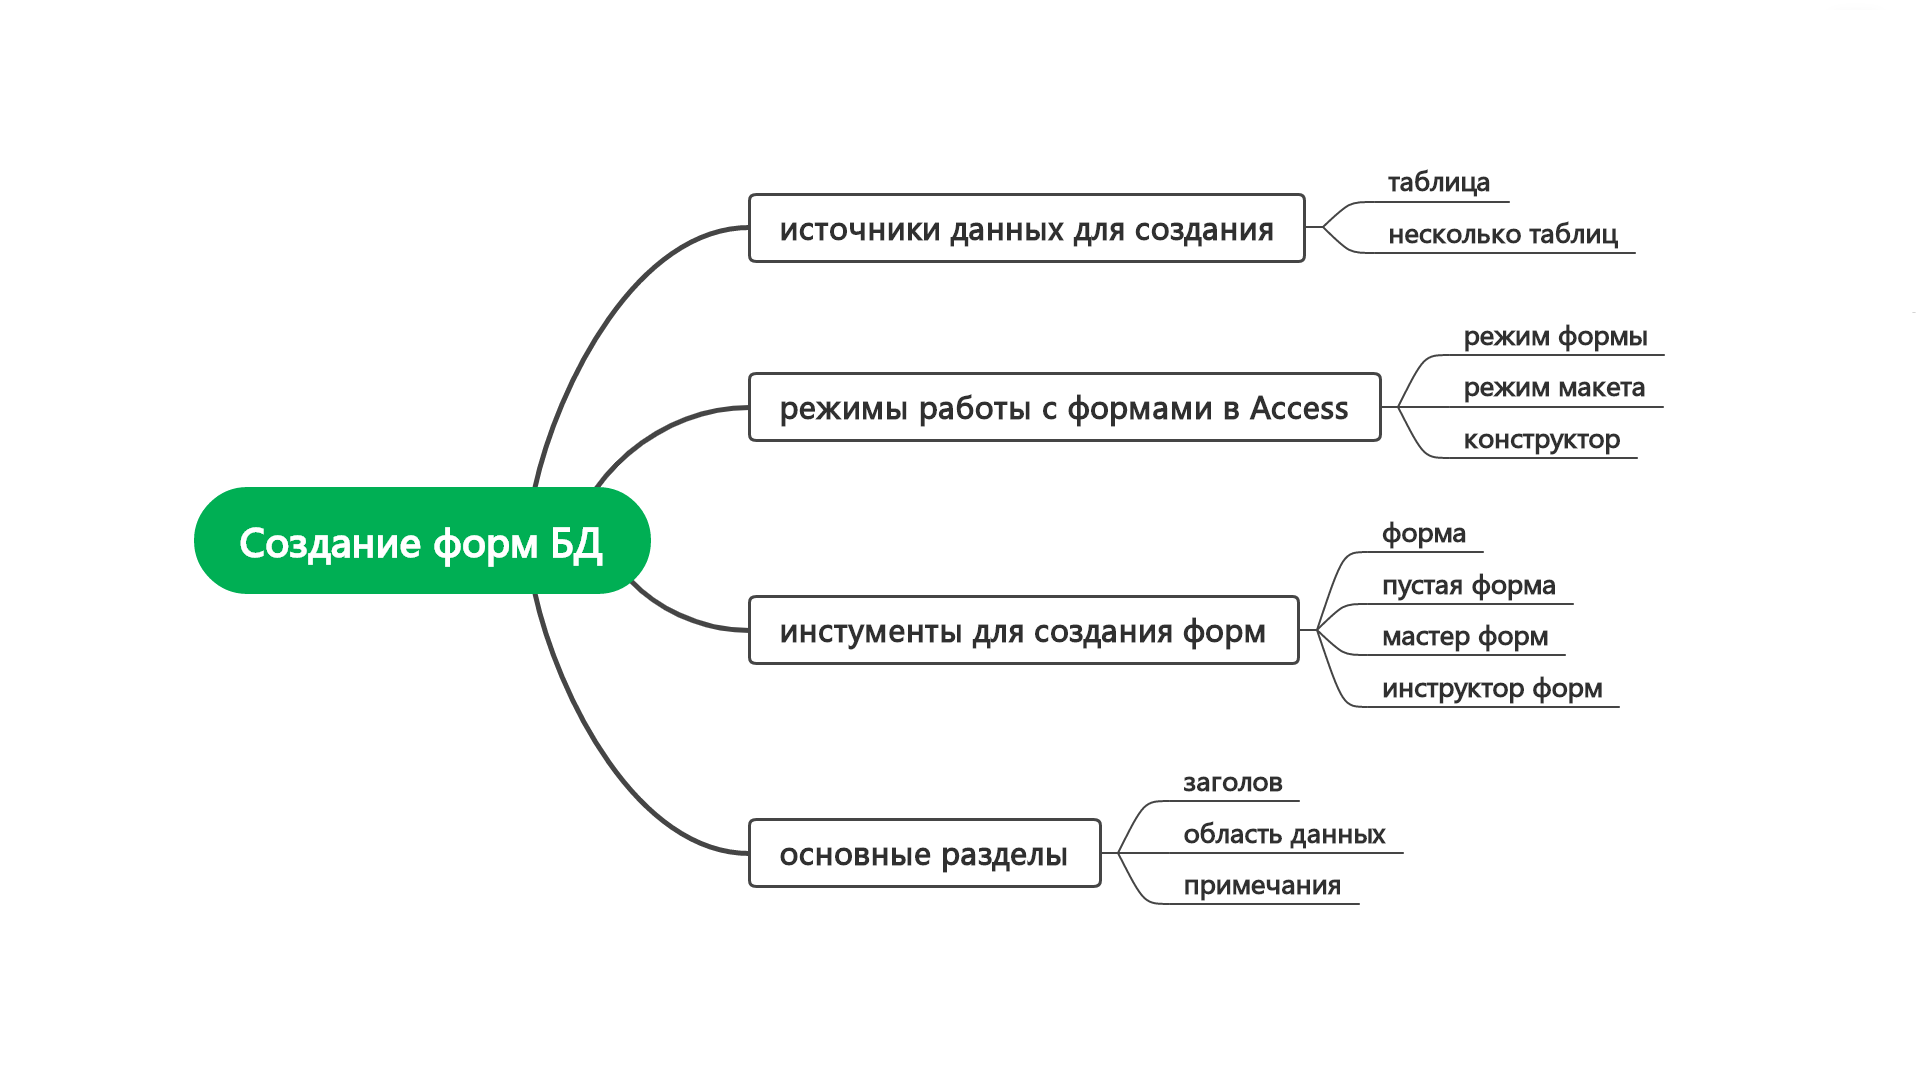 Создание форм БД
источники данных для создания
таблица
несколько таблиц
режимы работы с формами в Access
режим формы
режим макета
конструктор
инстументы для создания форм
форма
пустая форма
мастер форм
инструктор форм
основные разделы
заголов
область данных
примечания